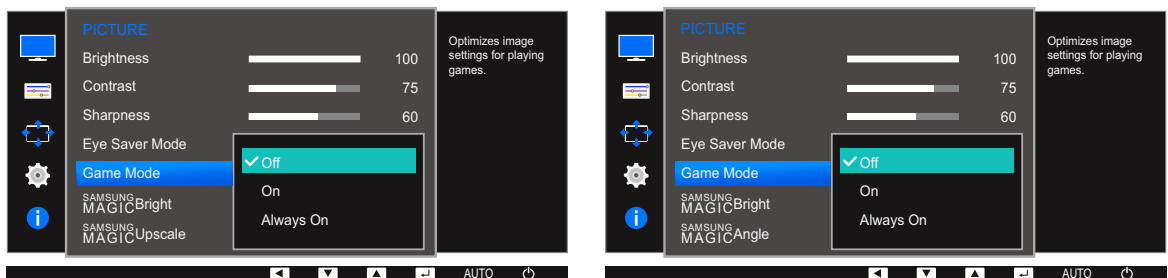 PICTURE
Brightness 100
Contrast 75
Sharpness 60
Eye Saver Mode
Game Mode
SAMSUNG
MAGICBright
SAMSUNG
MAGICUpscale
Off
On
Always On
Optimizes image
settings for playing
games.
AUTO
PICTURE
Brightness 100
Contrast 75
Sharpness 60
Eye Saver Mode
Game Mode
SAMSUNG
MAGICBright
SAMSUNG
MAGICAngle
Off
On
Always On
Optimizes image
settings for playing
games.
AUTO